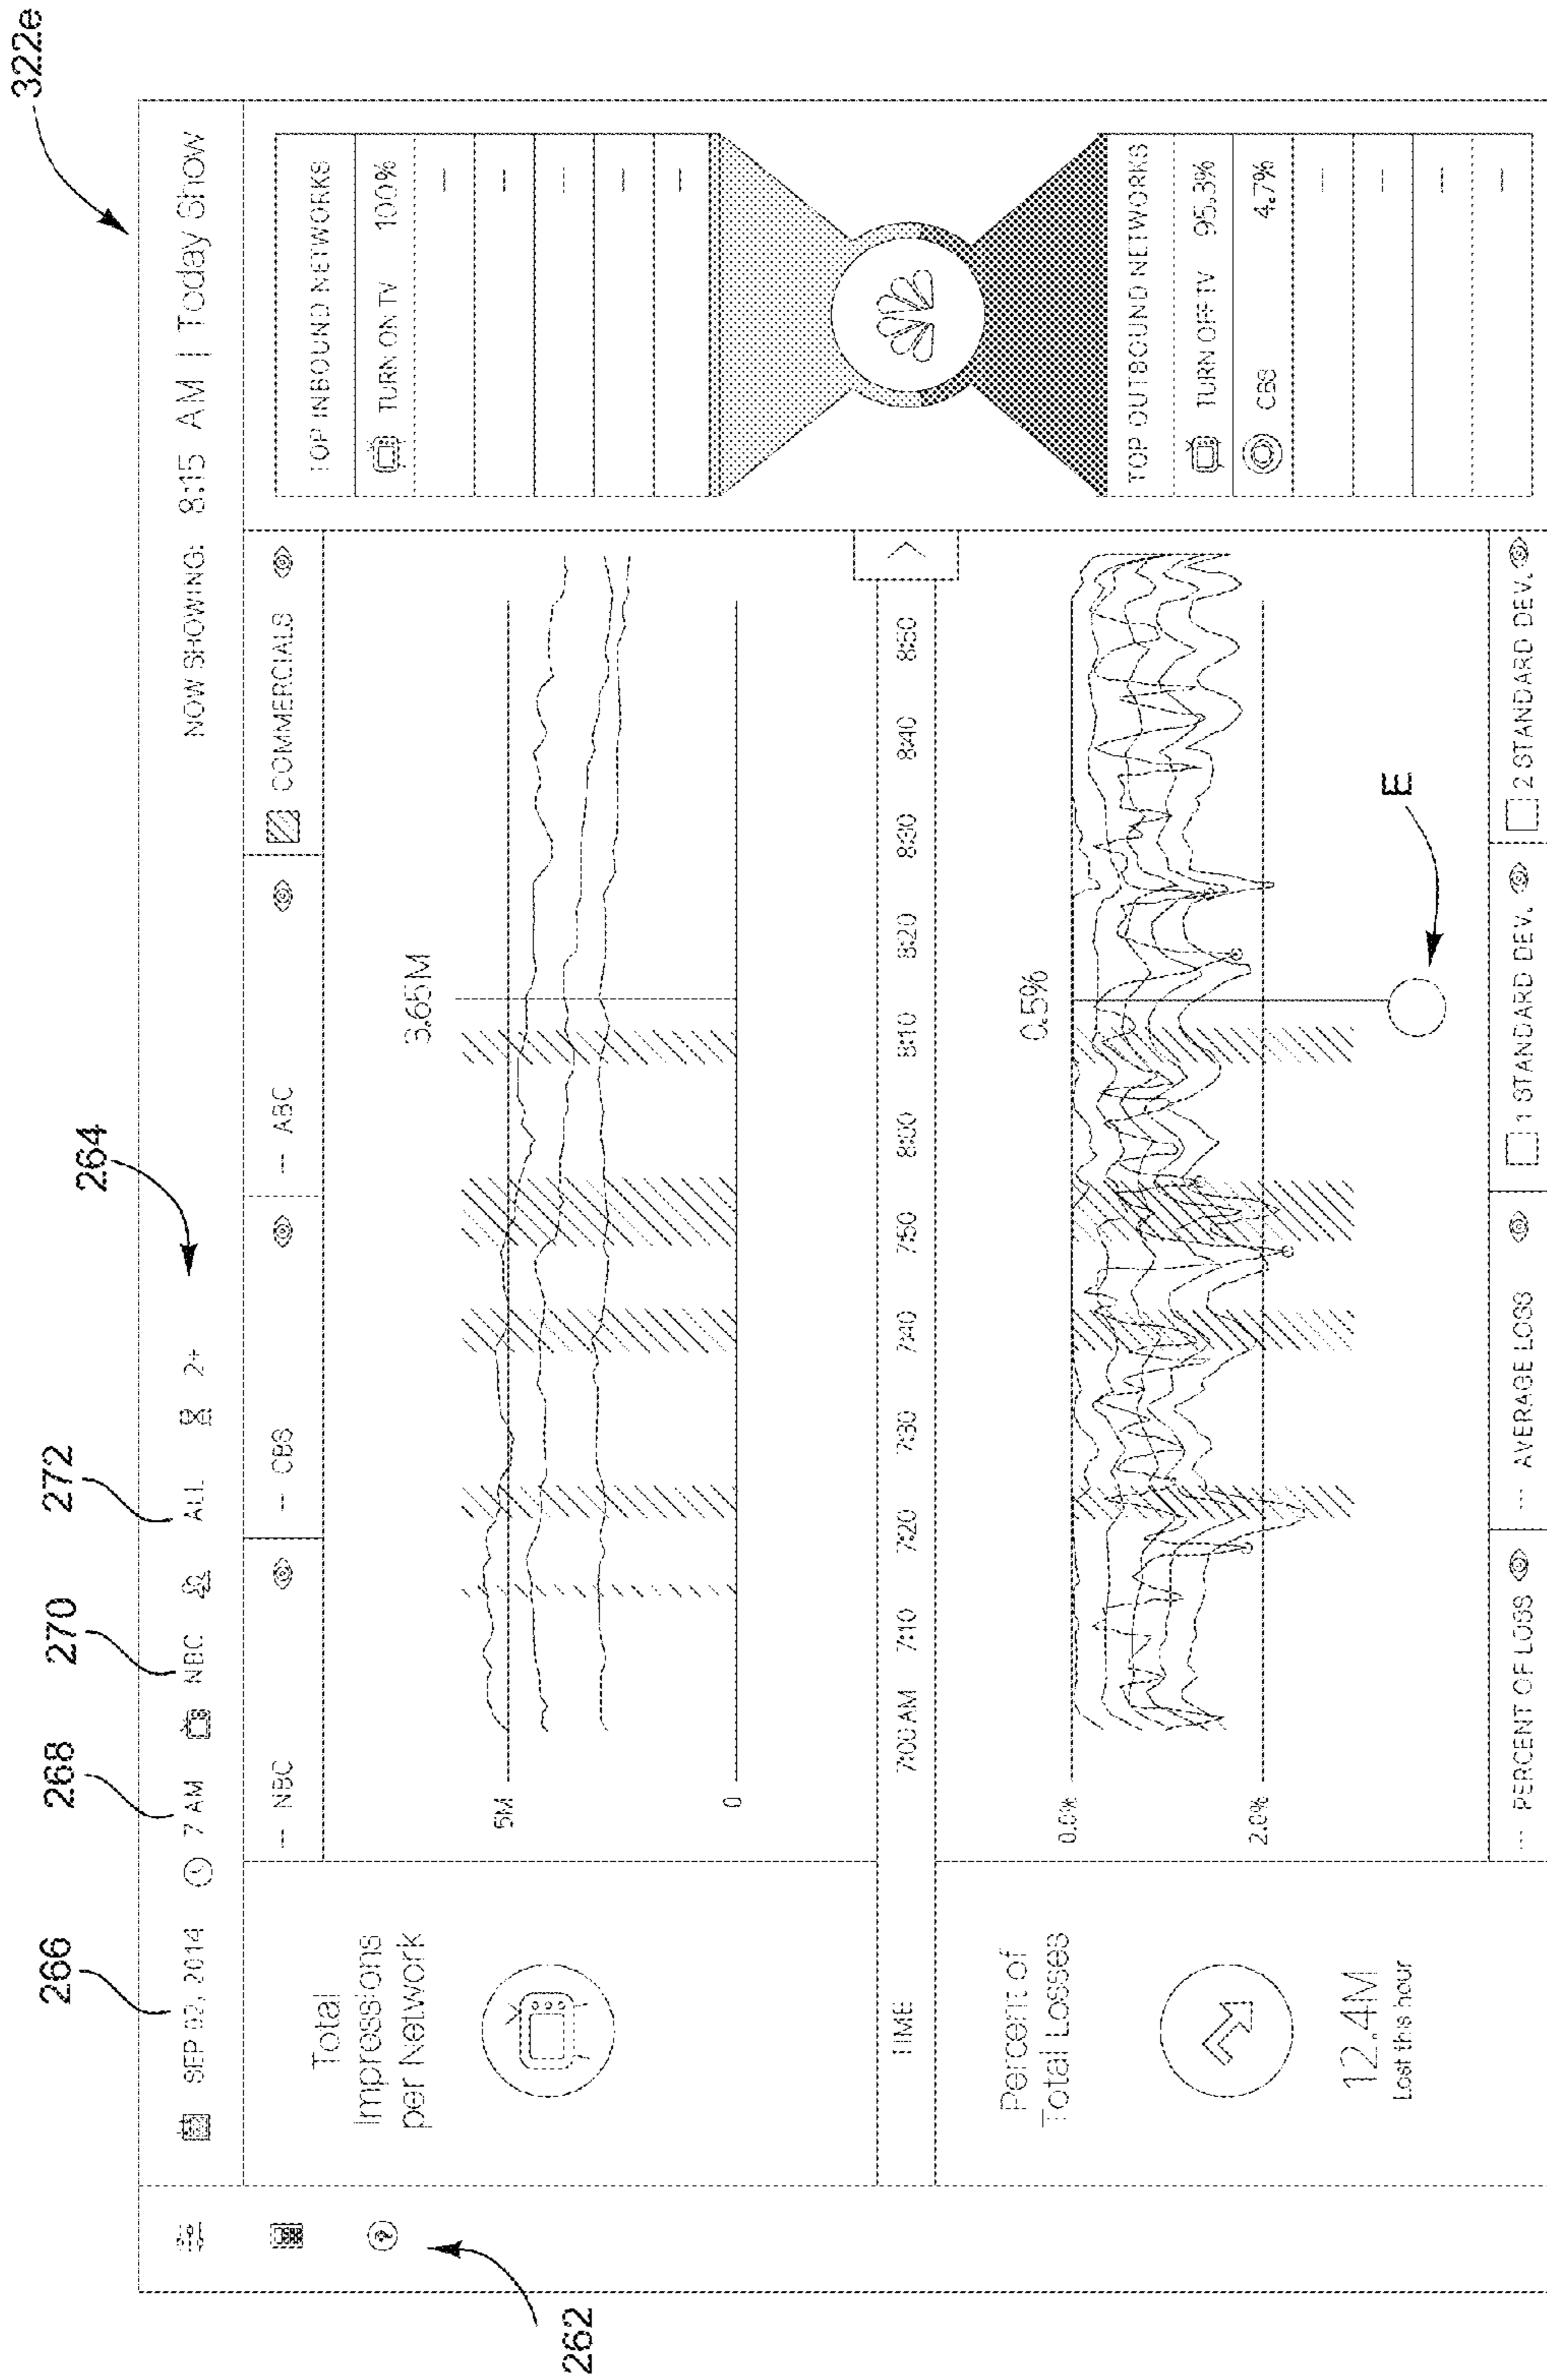 322e
264
272
270
268
266
262
SEP 02, 2014 7 AM NBC ALL 2+
NOW SHOWING: 8:15 AM | Today Show
--- NBC
--- CBS
--- ABC
COMMERCIALS
Total
Impressions
per Network
5M
0
3.65M
TIME
7:00 AM 7:10 7:20 7:30 7:40 7:50 8:00 8:10 8:20 8:30 8:40 8:50
>
Percent of
Total Losses
12.4M
Lost this hour
0.0%
2.0%
0.5%
E
--- PERCENT OF LOSS
--- AVERAGE LOSS
1 STANDARD DEV.
2 STANDARD DEV.
TOP INBOUND NETWORKS
TURN ON TV 100%
---
---
---
---
---
TOP OUTBOUND NETWORKS
TURN OFF TV 95.3%
CBS 4.7%
---
---
---
---